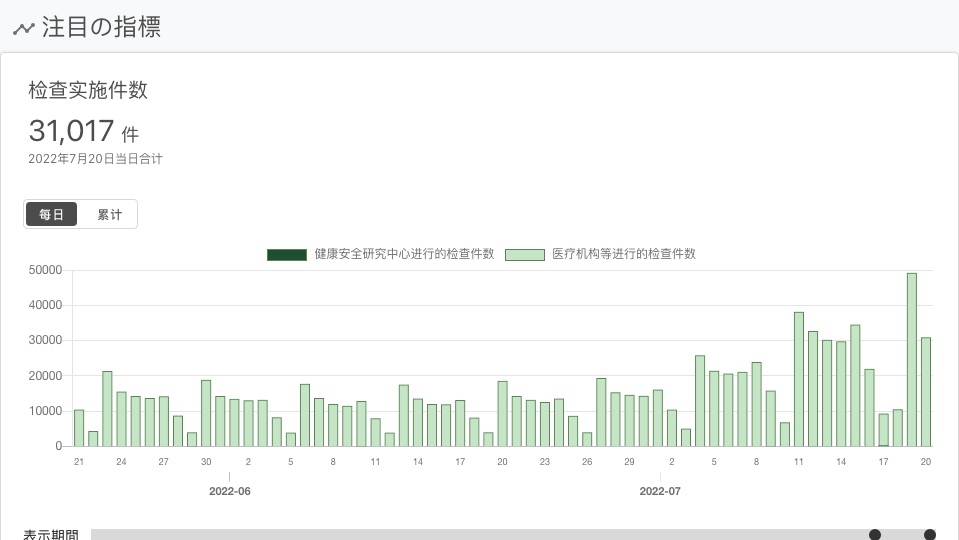 注目の指標
检查实施件数
31,017 件
2022年7月20日当日合计
每日 累计
健康安全研究中心进行的检查件数 医疗机构等进行的检查件数
50000
40000
30000
20000
10000
0
21 24 27 30 2 5 8 11 14 17 20 23 26 29 2 5 8 11 14 17 20
2022-06 2022-07
表示期間